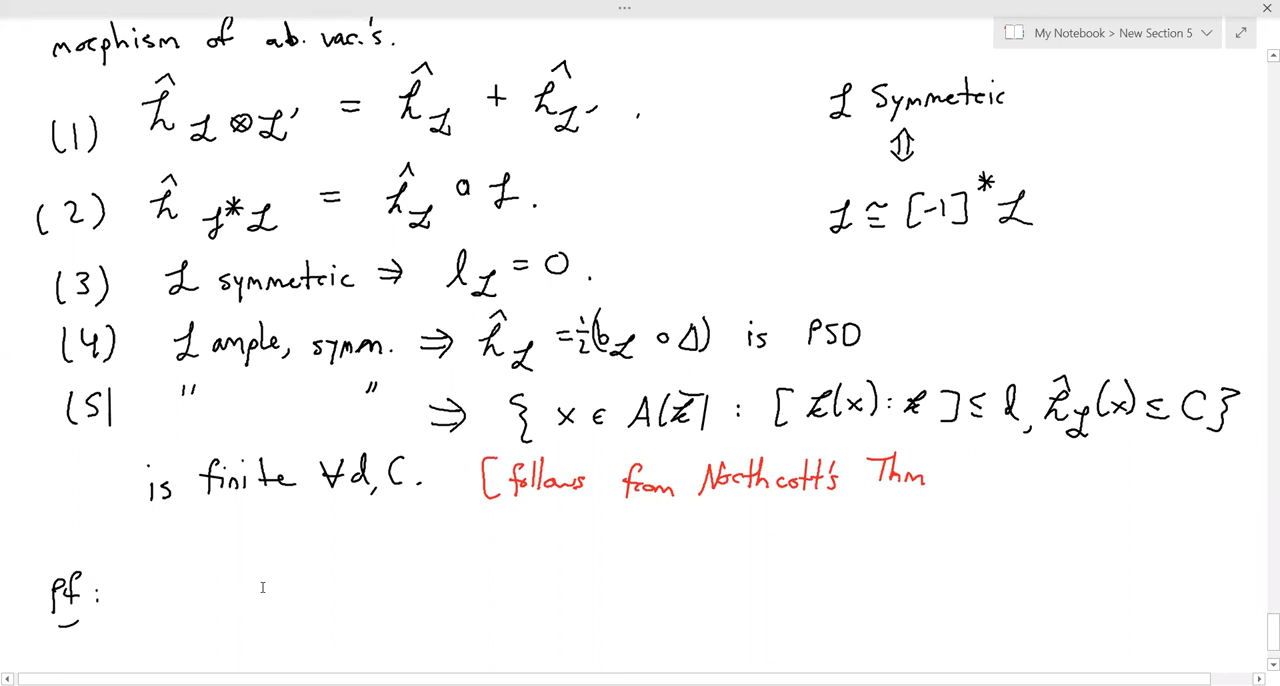 ...
My Notebook > New Section 5
morphism of ab. var.'s.
(1) ĥ_{ℒ⊗ℒ'} = ĥ_ℒ + ĥ_{ℒ'} .
ℒ symmetric
⇕
ℒ ≅ [-1]^* ℒ
(2) ĥ_{f^*ℒ} = ĥ_ℒ ∘ f.
(3) ℒ symmetric ⇒ l_ℒ = 0.
(4) ℒ ample, symm. ⇒ ĥ_ℒ = ½(b_ℒ ∘ Δ) is PSD
(5) " " ⇒ { x ∈ A(k̄) : [k(x):k] ≤ d, ĥ_ℒ(x) ≤ C}
is finite ∀d, C. [follows from Northcott's Thm
pf: